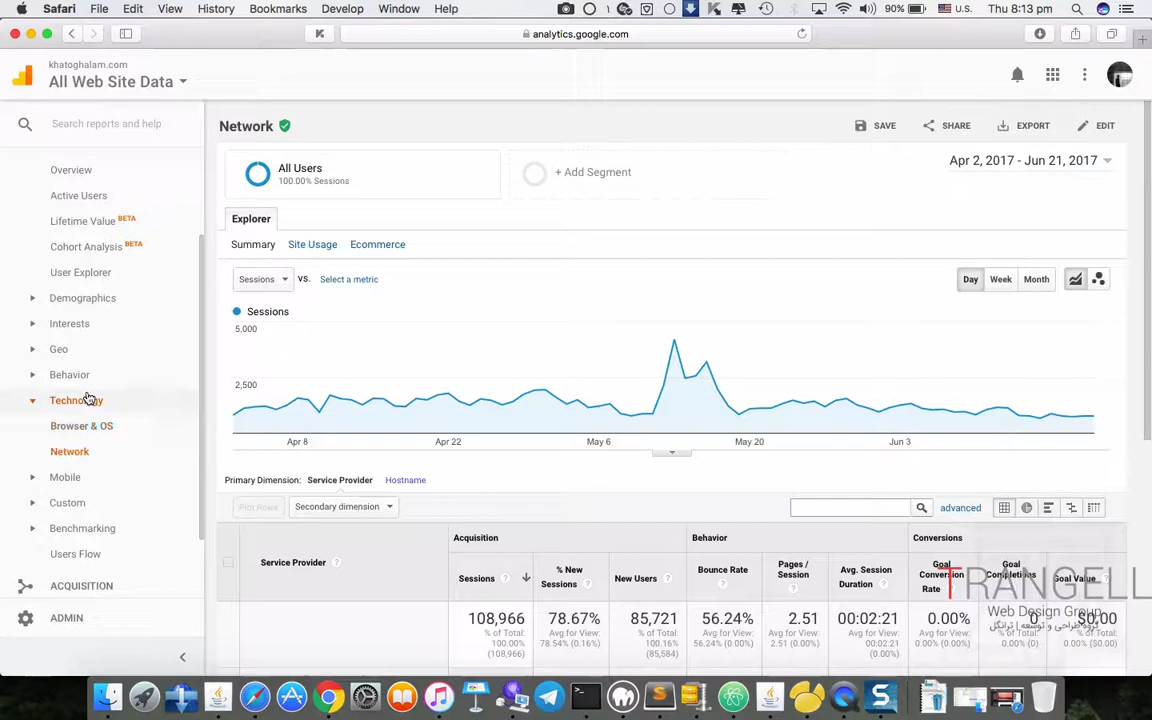 Safari File Edit View History Bookmarks Develop Window Help
90% U.S. Thu 8:13 pm
analytics.google.com
khatoghalam.com
All Web Site Data
Search reports and help
Overview
Active Users
Lifetime Value BETA
Cohort Analysis BETA
User Explorer
Demographics
Interests
Geo
Behavior
Technology
Browser & OS
Network
Mobile
Custom
Benchmarking
Users Flow
ACQUISITION
ADMIN
Network
SAVE SHARE EXPORT EDIT
All Users
100.00% Sessions
+ Add Segment
Apr 2, 2017 - Jun 21, 2017
Explorer
Summary Site Usage Ecommerce
Sessions VS. Select a metric
Day Week Month
Sessions
5,000
2,500
Apr 8 Apr 22 May 6 May 20 Jun 3
Primary Dimension: Service Provider Hostname
Plot Rows Secondary dimension advanced
Service Provider
Acquisition Behavior Conversions
Sessions
% New Sessions
New Users
Bounce Rate
Pages / Session
Avg. Session Duration
Goal Conversion Rate
Goal Completions
Goal Value
108,966 78.67% 85,721 56.24% 2.51 00:02:21 0.00% 0 $0.00
% of Total: 100.00% (108,966)
Avg for View: 78.54% (0.16%)
% of Total: 100.16% (85,584)
Avg for View: 56.24% (0.00%)
Avg for View: 2.51 (0.00%)
Avg for View: 00:02:21 (0.00%)
Avg for View: 0.00% (0.00%)
% of Total: 0.00% (0)
% of Total: 0.00% ($0.00)
TRANGELL
Web Design Group
گروه طراحی و توسعه | ترانگل